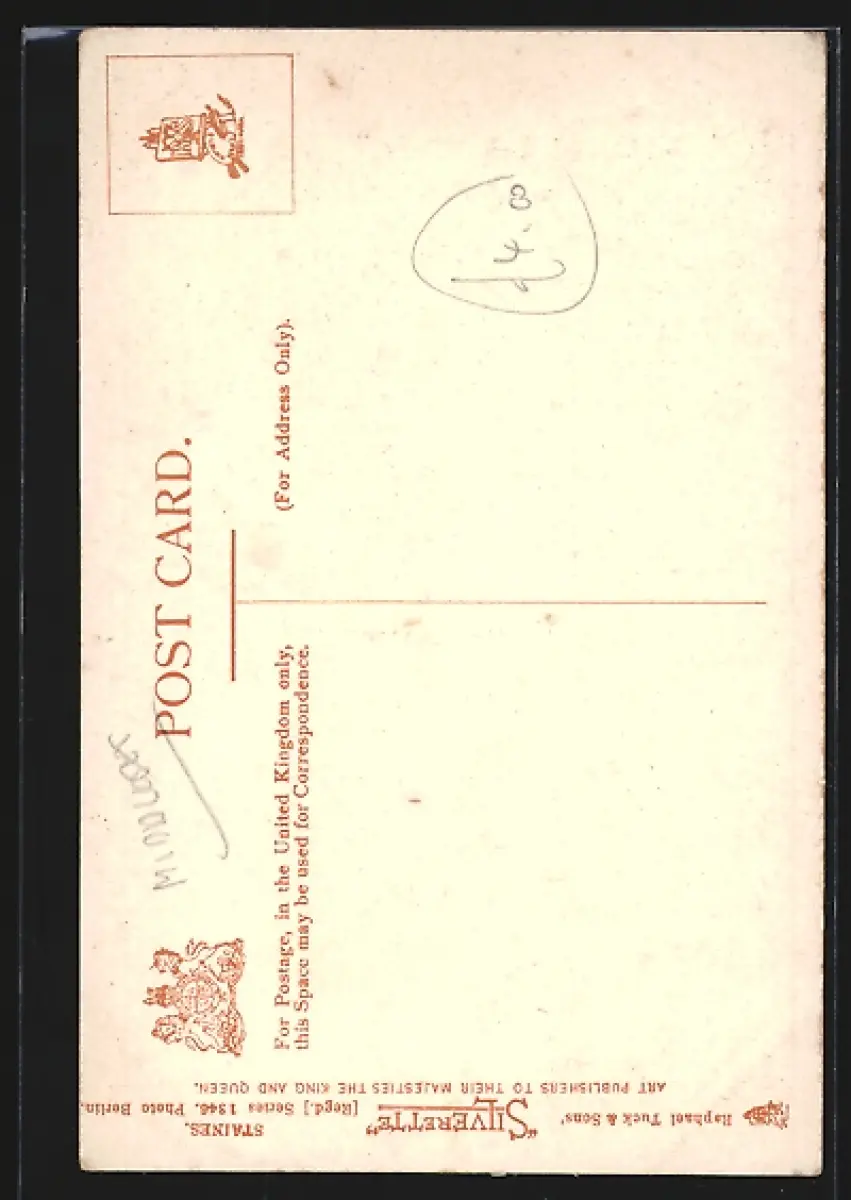 POST CARD.
(For Address Only).
For Postage, in the United Kingdom only,
this Space may be used for Correspondence.
£4.00
Raphael Tuck & Sons' "SILVERETTE" [Regd.] Series 1346. Photo Berlin.
STAINES.
ART PUBLISHERS TO THEIR MAJESTIES THE KING AND QUEEN.